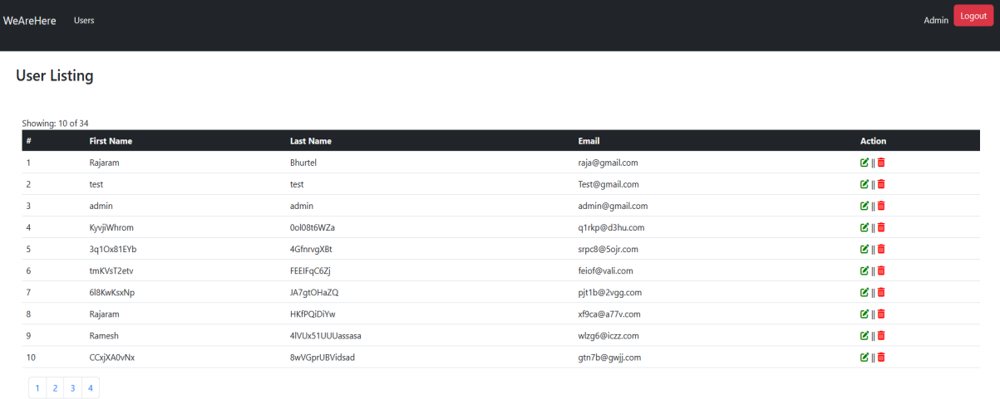 WeAreHere Users Admin Logout
User Listing
Showing: 10 of 34
# First Name Last Name Email Action
1 Rajaram Bhurtel raja@gmail.com ||
2 test test Test@gmail.com ||
3 admin admin admin@gmail.com ||
4 KyvjiWhrom 0ol08t6WZa q1rkp@d3hu.com ||
5 3q1Ox81EYb 4GfnrvgXBt srpc8@5ojr.com ||
6 tmKVsT2etv FEEIFqC6Zj feiof@vali.com ||
7 6l8KwKsxNp JA7gtOHaZQ pjt1b@2vgg.com ||
8 Rajaram HKfPQiDiYw xf9ca@a77v.com ||
9 Ramesh 4lVUx51UUUassasa wlzg6@iczz.com ||
10 CCxjXA0vNx 8wVGprUBVidsad gtn7b@gwjj.com ||
1 2 3 4